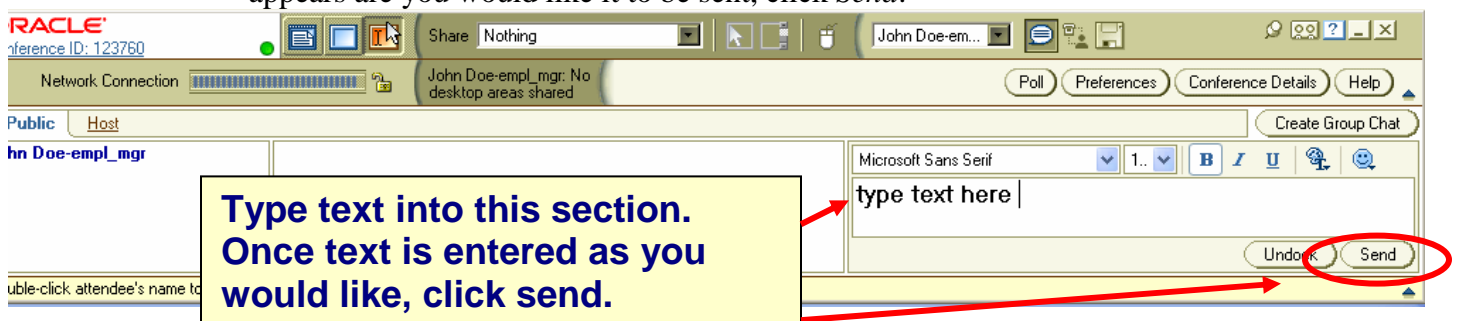 appears are you would like it to be sent, click Send.
RACLE
nference ID: 123760
Share Nothing
John Doe-em...
Network Connection
John Doe-empl_mgr: No
desktop areas shared
Poll Preferences Conference Details Help
Public Host
Create Group Chat
hn Doe-empl_mgr
Microsoft Sans Serif 1.. B I U
type text here
Type text into this section.
Once text is entered as you
would like, click send.
Undock Send
uble-click attendee's name to